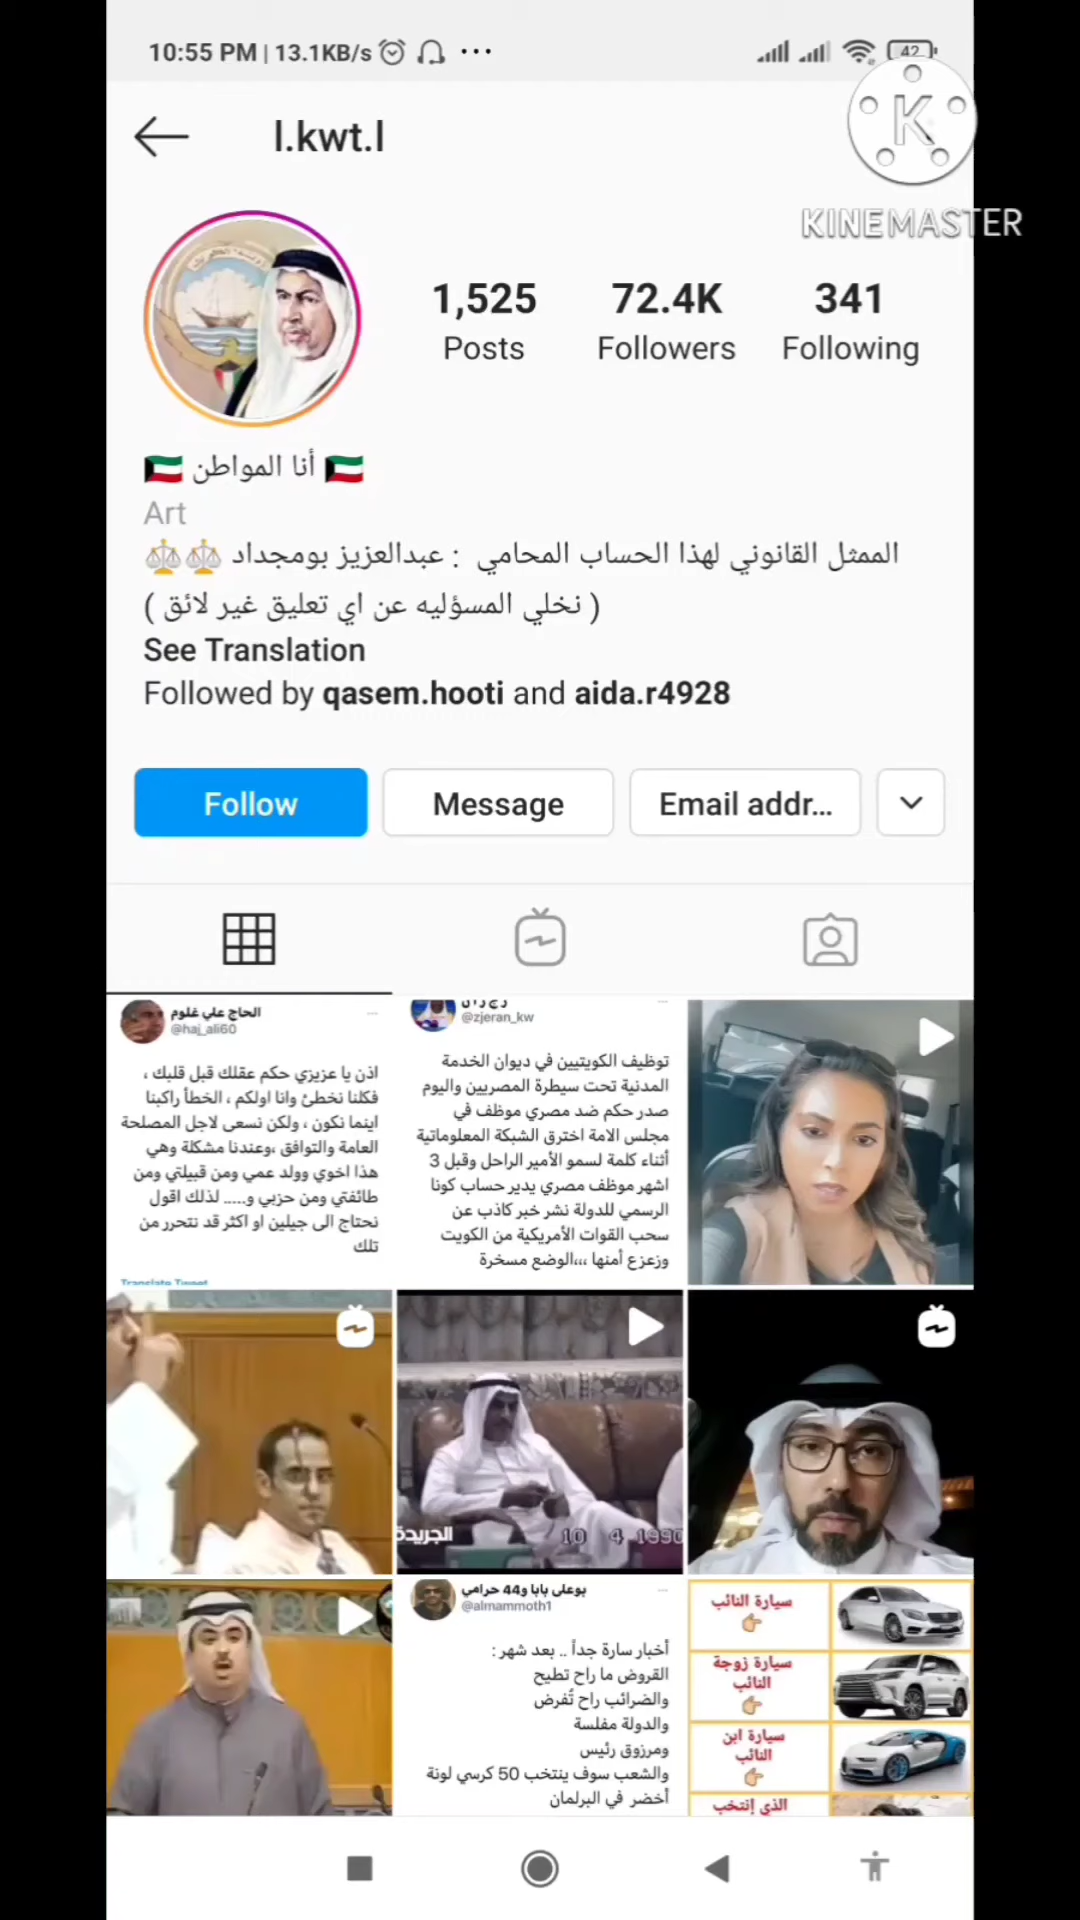 10:55 PM | 13.1KB/s
42
l.kwt.l
K
KINEMASTER
1,525
72.4K
341
Posts
Followers
Following
أنا المواطن
Art
الممثل القانوني لهذا الحساب المحامي : عبدالعزيز بومجداد
( نخلي المسؤليه عن اي تعليق غير لائق )
See Translation
Followed by qasem.hooti and aida.r4928
Follow
Message
Email addr...
الحاج علي غلوم
@haj_ali60
اذن يا عزيزي حكم عقلك قبل قلبك ،
فكلنا نخطئ وانا اولكم ، الخطأ راكبنا
اينما نكون ، ولكن نسعى لاجل المصلحة
العامة والتوافق ،وعندنا مشكلة وهي
هذا اخوي وولد عمي ومن قبيلتي ومن
طائفتي ومن حزبي و..... لذلك اقول
نحتاج الى جيلين او اكثر قد نتحرر من
تلك
Translate Tweet
@zjeran_kw
توظيف الكويتيين في ديوان الخدمة
المدنية تحت سيطرة المصريين واليوم
صدر حكم ضد مصري موظف في
مجلس الامة اخترق الشبكة المعلوماتية
أثناء كلمة لسمو الأمير الراحل وقبل 3
اشهر موظف مصري يدير حساب كونا
الرسمي للدولة نشر خبر كاذب عن
سحب القوات الأمريكية من الكويت
وزعزع أمنها ،،،الوضع مسخرة
الجريدة
10 4 1990
بوعلي بابا و44 حرامي
@almammoth1
أخبار سارة جداً .. بعد شهر :
القروض ما راح تطيح
والضرائب راح تُفرض
والدولة مفلسة
ومرزوق رئيس
والشعب سوف ينتخب 50 كرسي لونة
أخضر في البرلمان
سيارة النائب
سيارة زوجة
النائب
سيارة ابن
النائب
الذي إنتخب